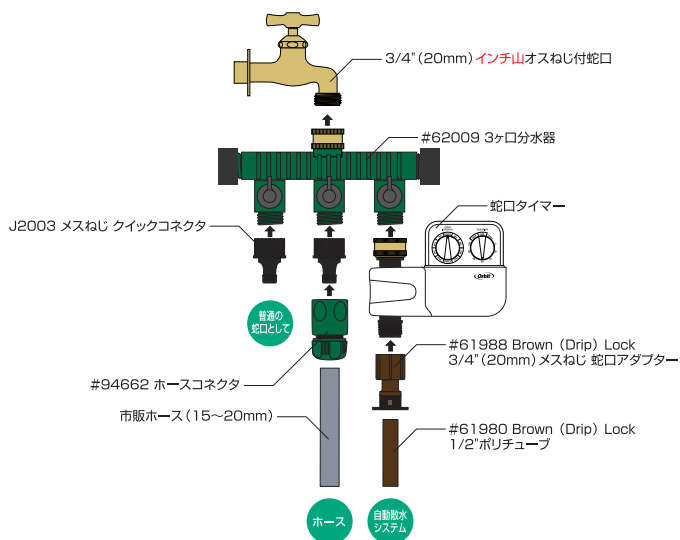 3/4"(20mm)インチ山オスねじ付蛇口
#62009 3ヶ口分水器
蛇口タイマー
J2003 メスねじ クイックコネクタ
Orbit
普通の
蛇口として
#61988 Brown (Drip) Lock
3/4"(20mm)メスねじ 蛇口アダプター
#94662 ホースコネクタ
市販ホース(15〜20mm)
#61980 Brown (Drip) Lock
1/2"ポリチューブ
ホース
自動散水
システム